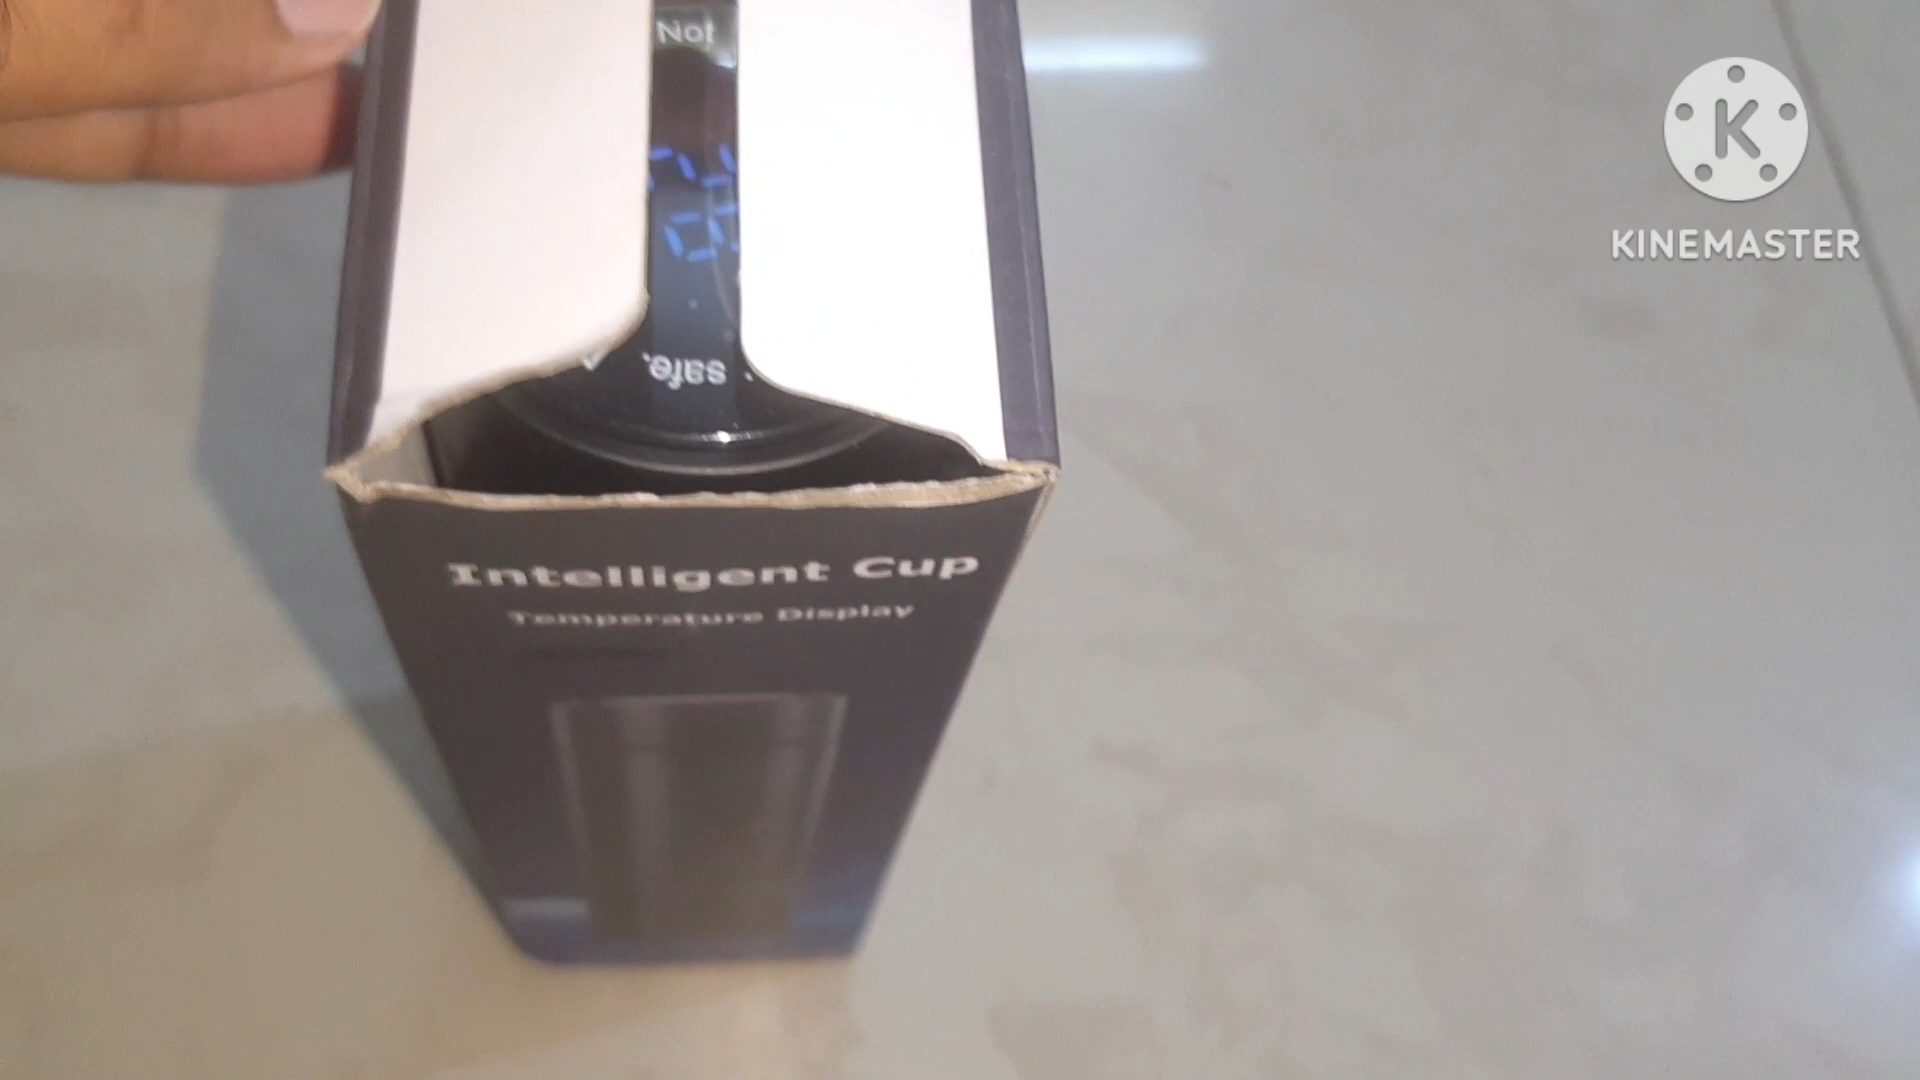 Not
safe.
Intelligent Cup
Temperature Display
K
KINEMASTER